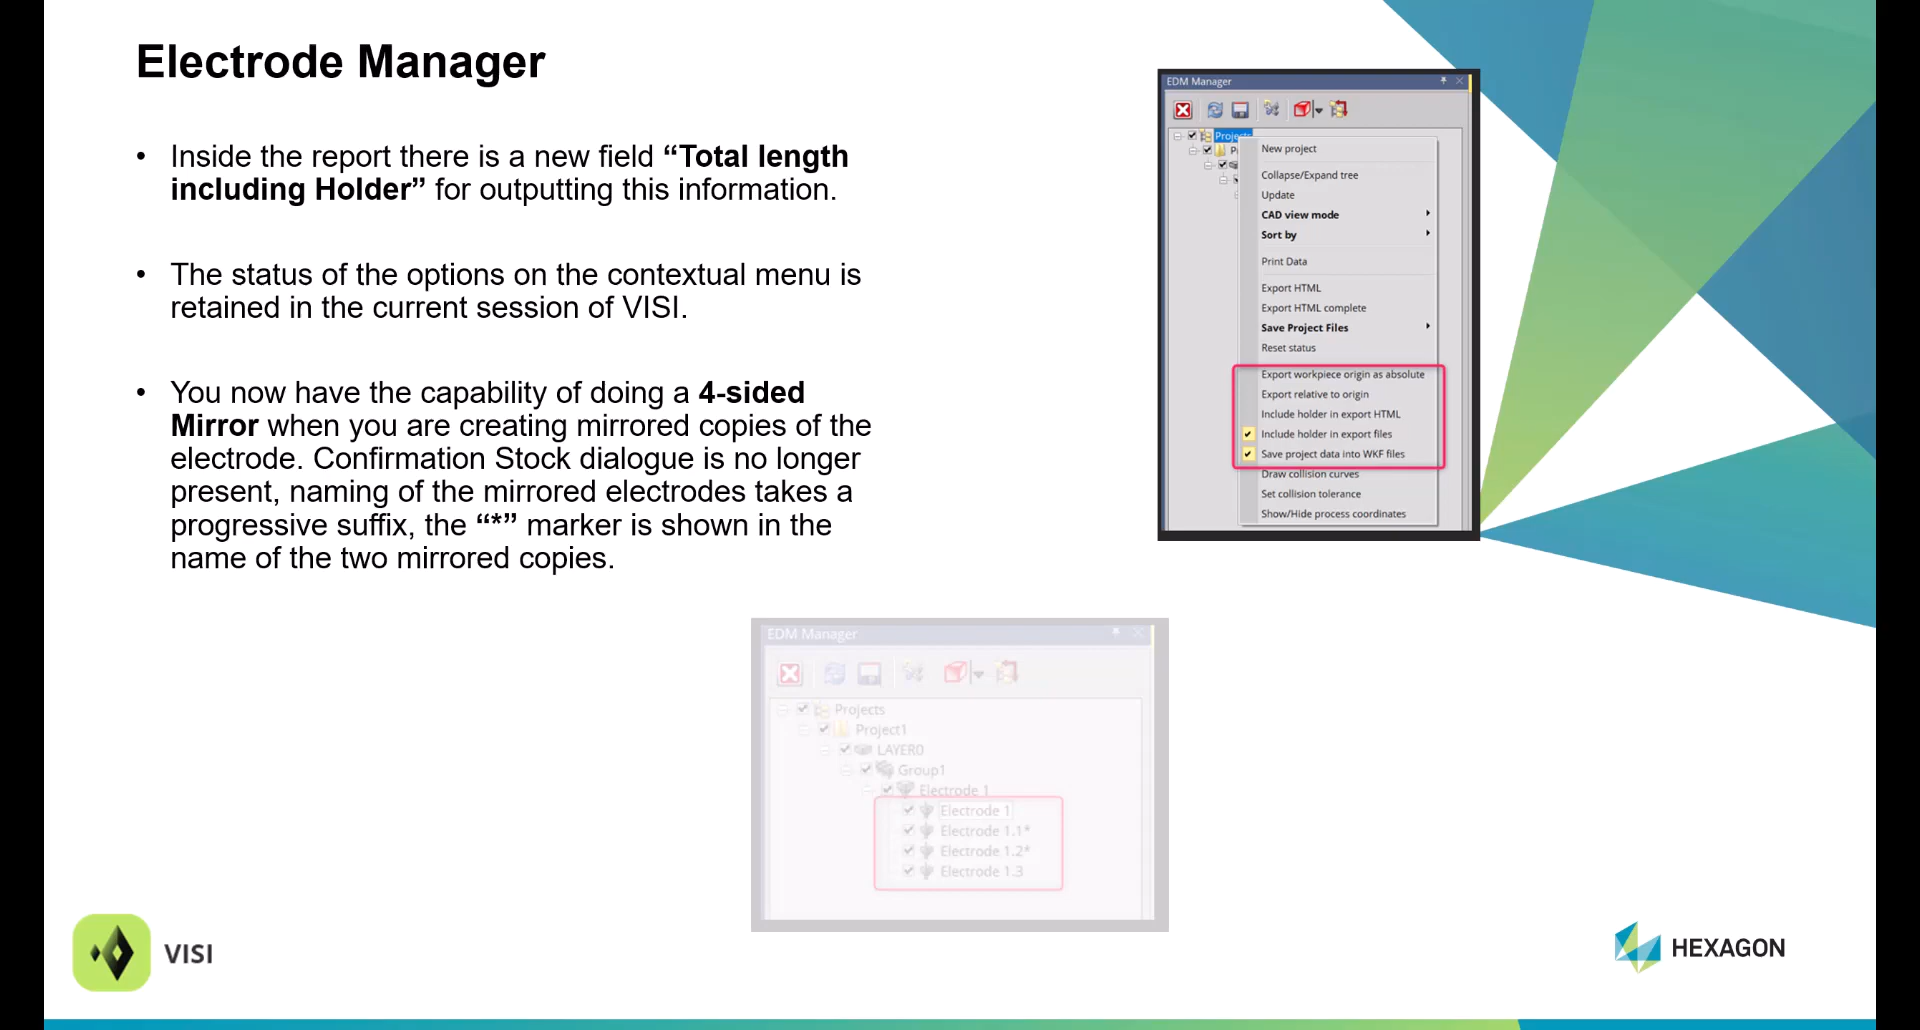 Electrode Manager
• Inside the report there is a new field “Total length
including Holder” for outputting this information.
• The status of the options on the contextual menu is
retained in the current session of VISI.
• You now have the capability of doing a 4-sided
Mirror when you are creating mirrored copies of the
electrode. Confirmation Stock dialogue is no longer
present, naming of the mirrored electrodes takes a
progressive suffix, the “*” marker is shown in the
name of the two mirrored copies.
EDM Manager
Projects
New project
Collapse/Expand tree
Update
CAD view mode
Sort by
Print Data
Export HTML
Export HTML complete
Save Project Files
Reset status
Export workpiece origin as absolute
Export relative to origin
Include holder in export HTML
Include holder in export files
Save project data into WKF files
Draw collision curves
Set collision tolerance
Show/Hide process coordinates
EDM Manager
Projects
Project1
LAYER0
Group1
Electrode 1
Electrode 1
Electrode 1.1*
Electrode 1.2*
Electrode 1.3
VISI
HEXAGON